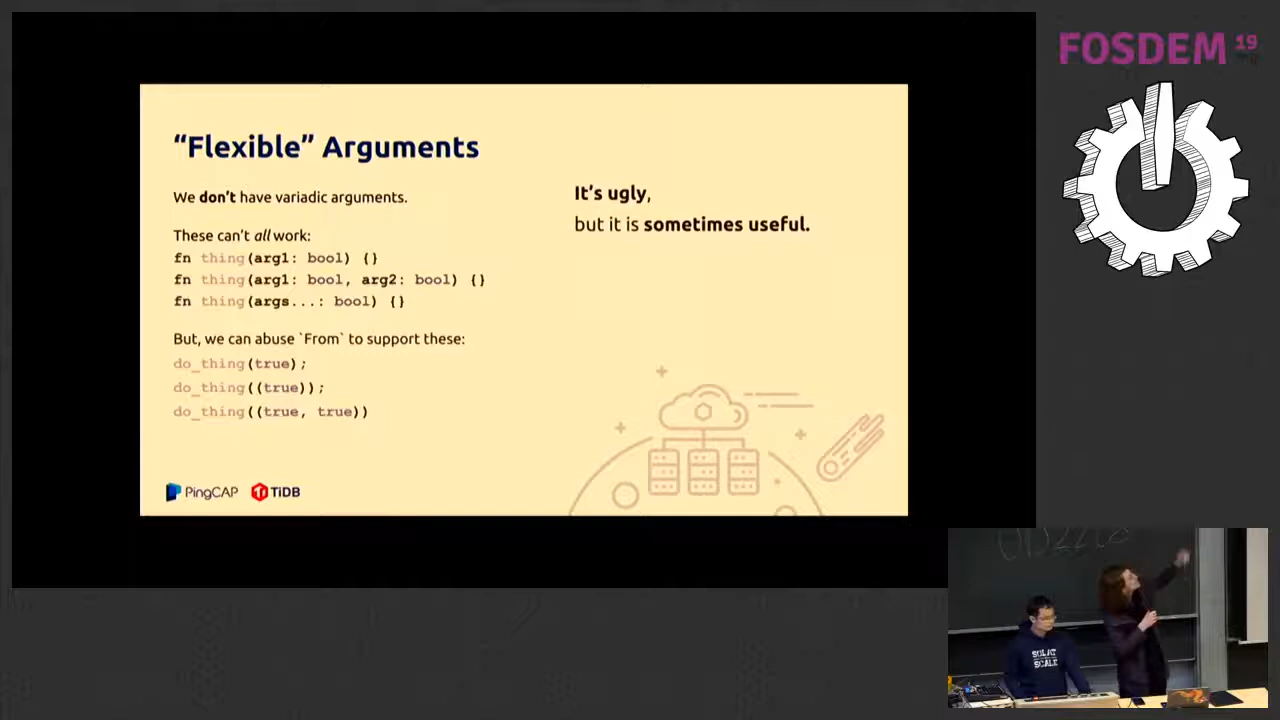 FOSDEM 19
"Flexible" Arguments
We don't have variadic arguments.
These can't all work:
fn thing(arg1: bool) {}
fn thing(arg1: bool, arg2: bool) {}
fn thing(args...: bool) {}
But, we can abuse `From` to support these:
do_thing(true);
do_thing((true));
do_thing((true, true))
It's ugly,
but it is sometimes useful.
PingCAP TiDB
SQL AT
SCALE